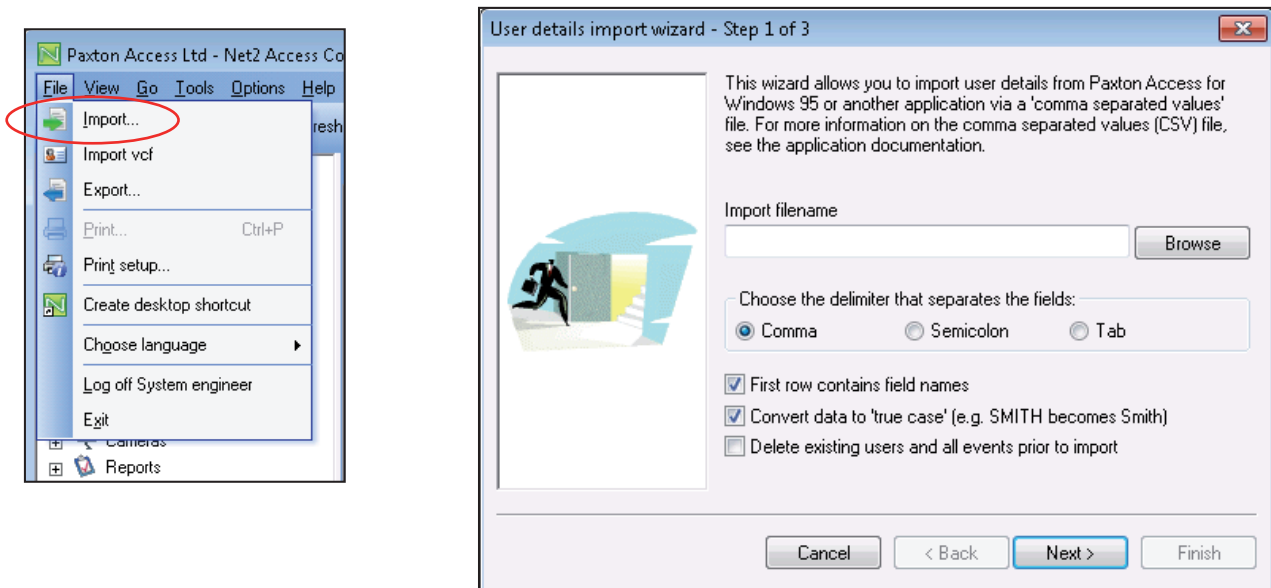 Paxton Access Ltd - Net2 Access Co
File View Go Tools Options Help
Import...
resh
Import vcf
Export...
Print... Ctrl+P
Print setup...
Create desktop shortcut
Choose language
Log off System engineer
Exit
Cameras
Reports
User details import wizard - Step 1 of 3
This wizard allows you to import user details from Paxton Access for
Windows 95 or another application via a 'comma separated values'
file. For more information on the comma separated values (CSV) file,
see the application documentation.
Import filename
Browse
Choose the delimiter that separates the fields:
Comma Semicolon Tab
First row contains field names
Convert data to 'true case' (e.g. SMITH becomes Smith)
Delete existing users and all events prior to import
Cancel < Back Next > Finish